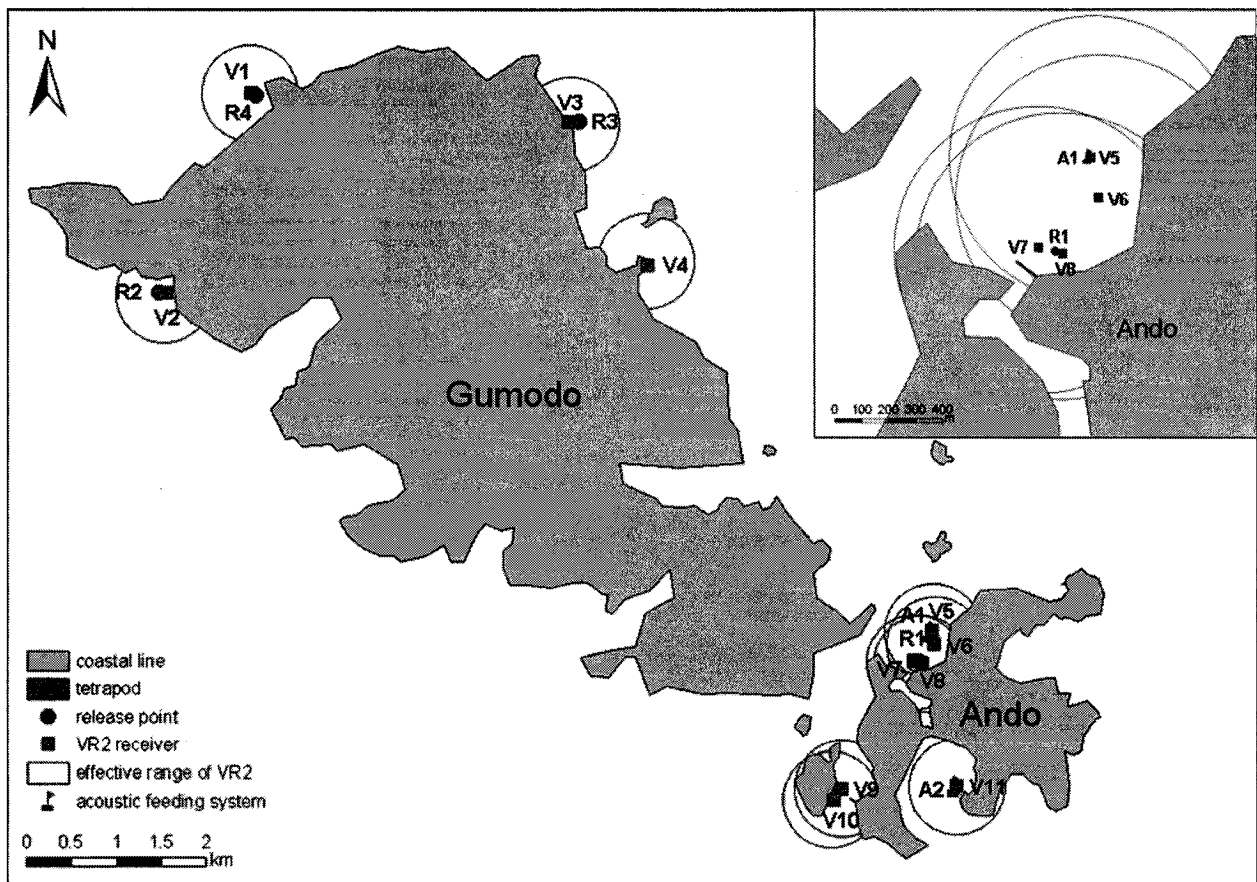 N
V1
R4
V3
R3
V4
R2
V2
Gumodo
A1
V5
V6
V7
R1
V8
Ando
0 100 200 300 400
m
A1
V5
R1
V6
V7
V8
Ando
V9
V10
A2
V11
coastal line
tetrapod
release point
VR2 receiver
effective range of VR2
acoustic feeding system
0 0.5 1 2
km